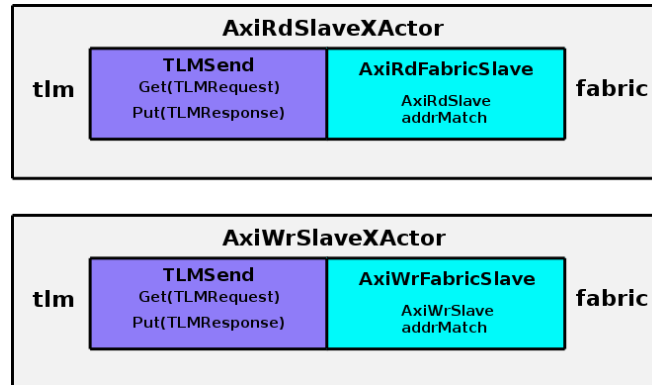 AxiRdSlaveXActor
tlm
TLMSend
Get(TLMRequest)
Put(TLMResponse)
AxiRdFabricSlave
AxiRdSlave
addrMatch
fabric
AxiWrSlaveXActor
tlm
TLMSend
Get(TLMRequest)
Put(TLMResponse)
AxiWrFabricSlave
AxiWrSlave
addrMatch
fabric